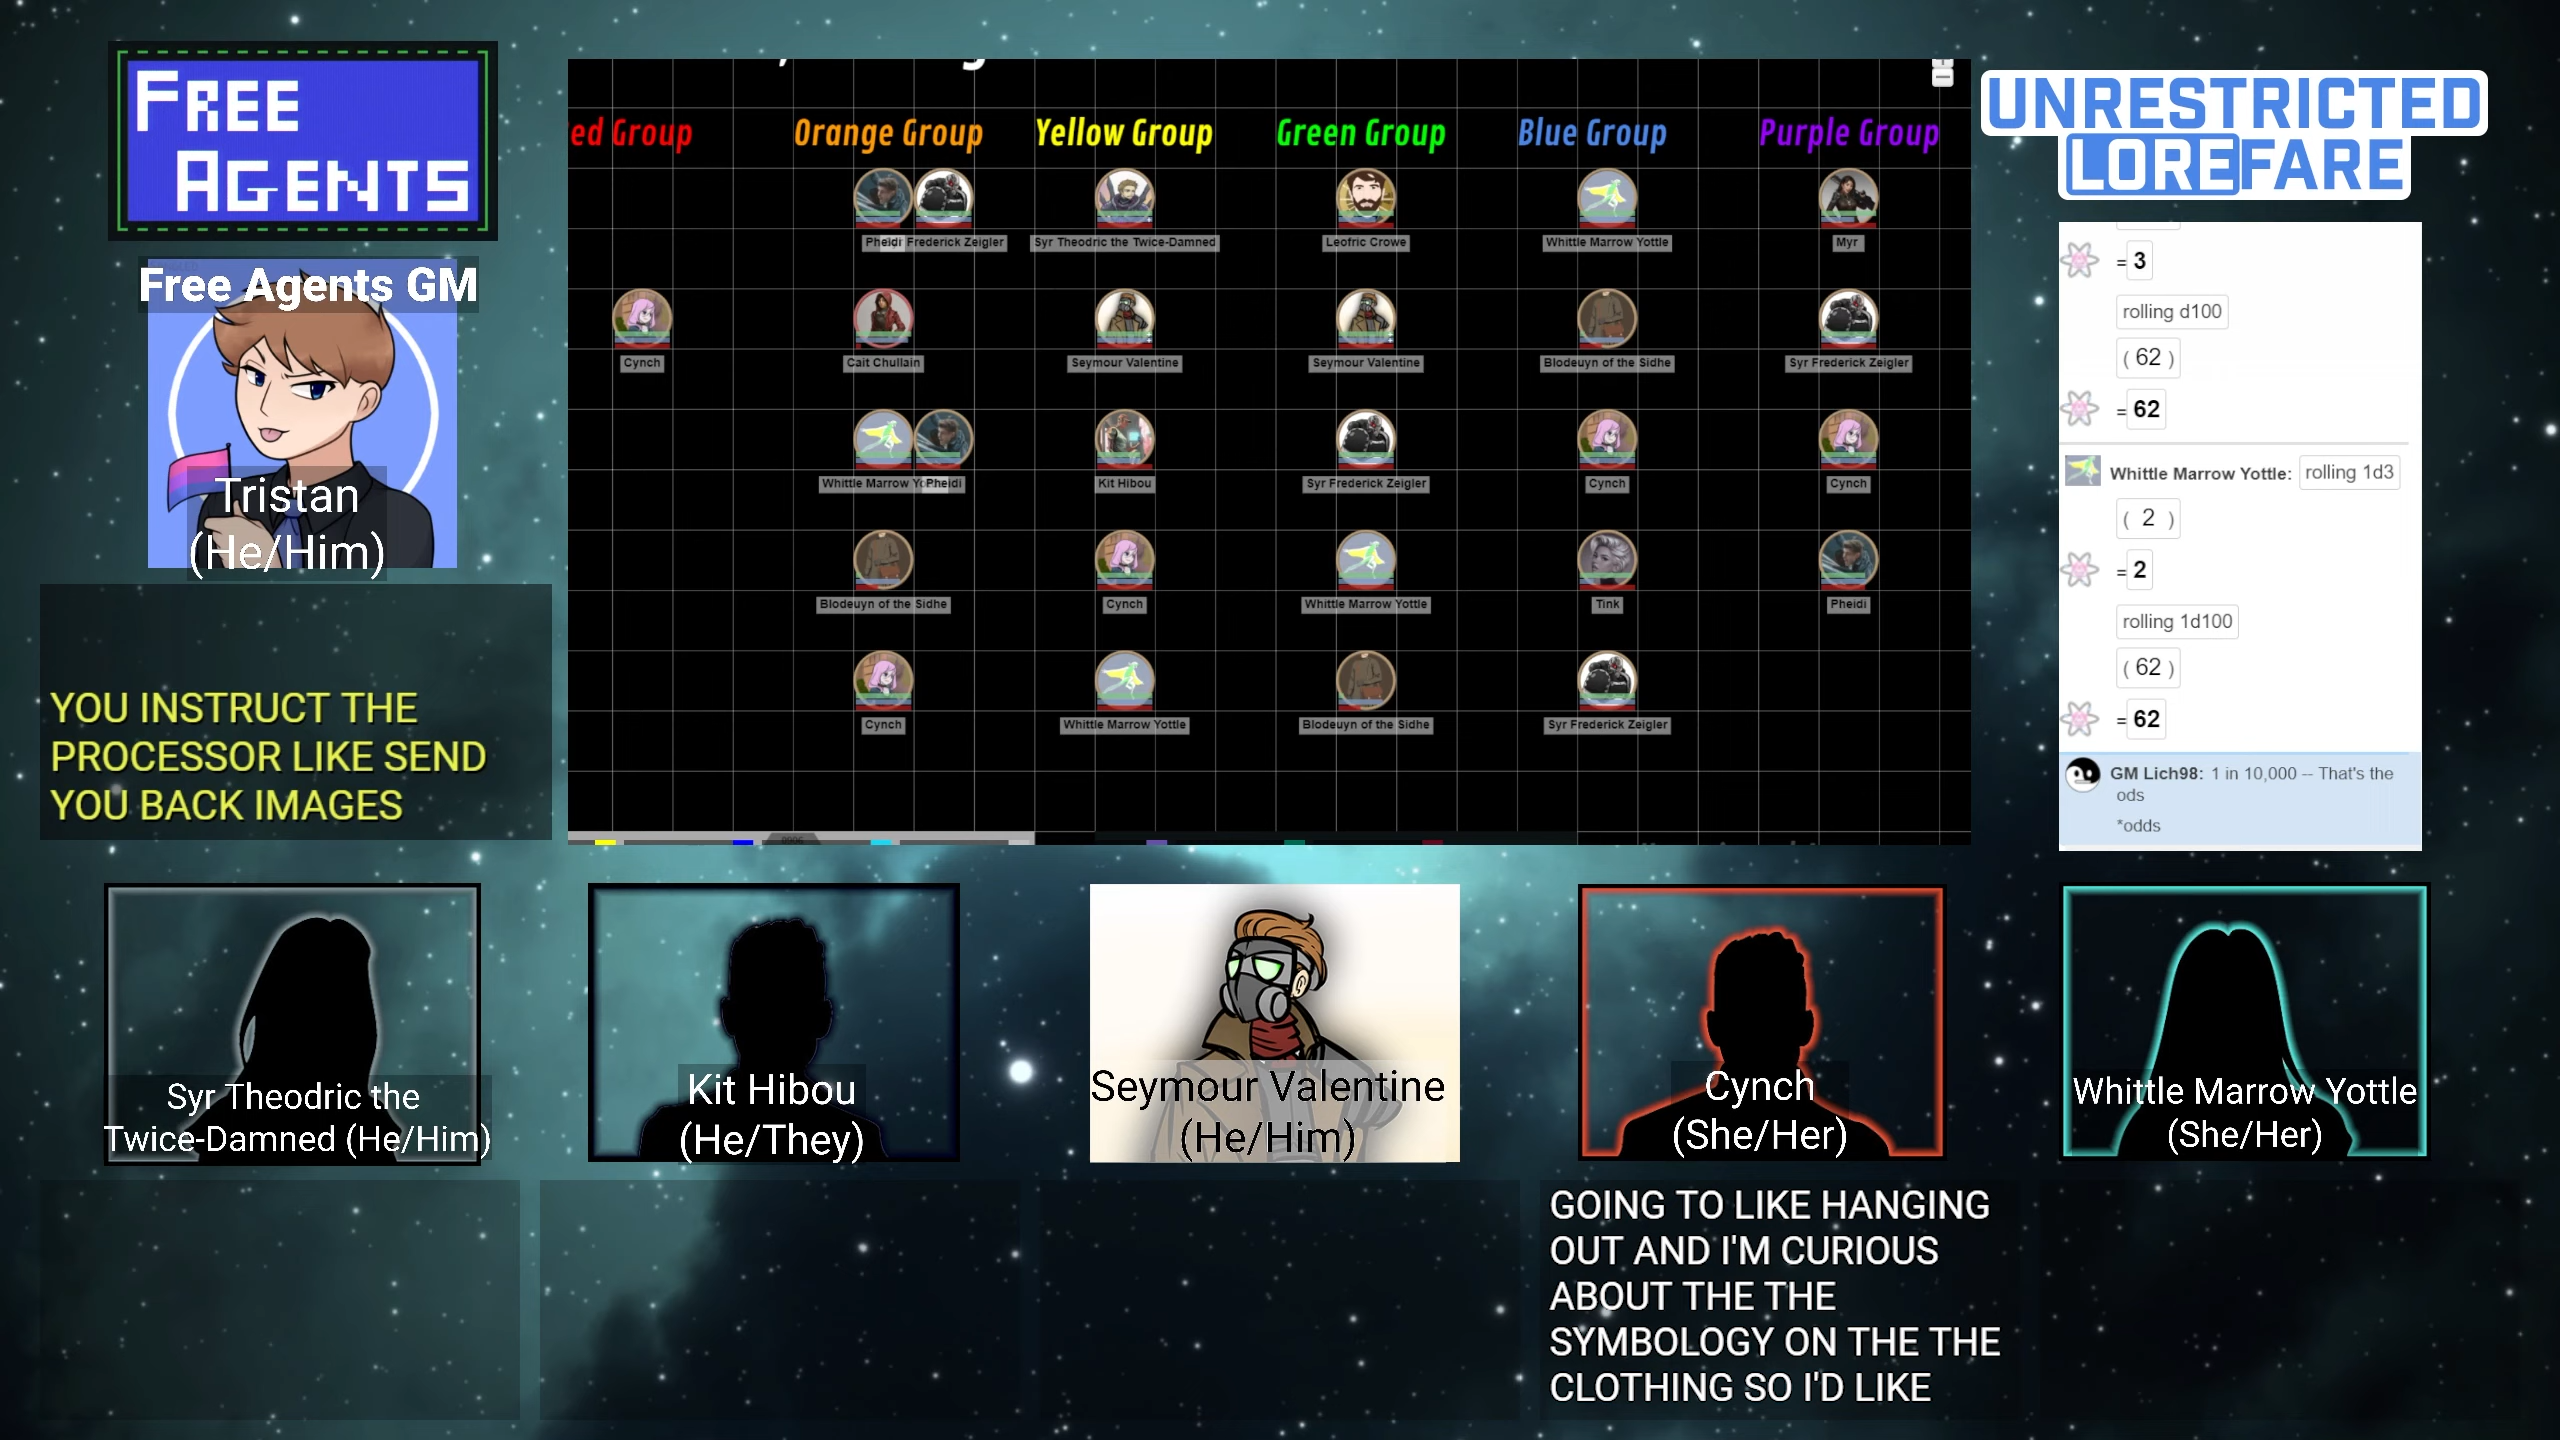 FREE
AGENTS
Free Agents GM
Tristan
(He/Him)
YOU INSTRUCT THE
PROCESSOR LIKE SEND
YOU BACK IMAGES
ed Group
Orange Group
Yellow Group
Green Group
Blue Group
Purple Group
Pheidi
Frederick Zeigler
Syr Theodric the Twice-Damned
Leofric Crowe
Whittle Marrow Yottle
Myr
Cynch
Cait Chullain
Seymour Valentine
Seymour Valentine
Blodeuyn of the Sidhe
Syr Frederick Zeigler
Whittle Marrow Yo
Pheidi
Kit Hibou
Syr Frederick Zeigler
Cynch
Cynch
Blodeuyn of the Sidhe
Cynch
Whittle Marrow Yottle
Tink
Pheidi
Cynch
Whittle Marrow Yottle
Blodeuyn of the Sidhe
Syr Frederick Zeigler
UNRESTRICTED
LOREFARE
= 3
rolling d100
( 62 )
= 62
Whittle Marrow Yottle: rolling 1d3
( 2 )
= 2
rolling 1d100
( 62 )
= 62
GM Lich98: 1 in 10,000 -- That's the
ods
*odds
Syr Theodric the
Twice-Damned (He/Him)
Kit Hibou
(He/They)
Seymour Valentine
(He/Him)
Cynch
(She/Her)
Whittle Marrow Yottle
(She/Her)
GOING TO LIKE HANGING
OUT AND I'M CURIOUS
ABOUT THE THE
SYMBOLOGY ON THE THE
CLOTHING SO I'D LIKE